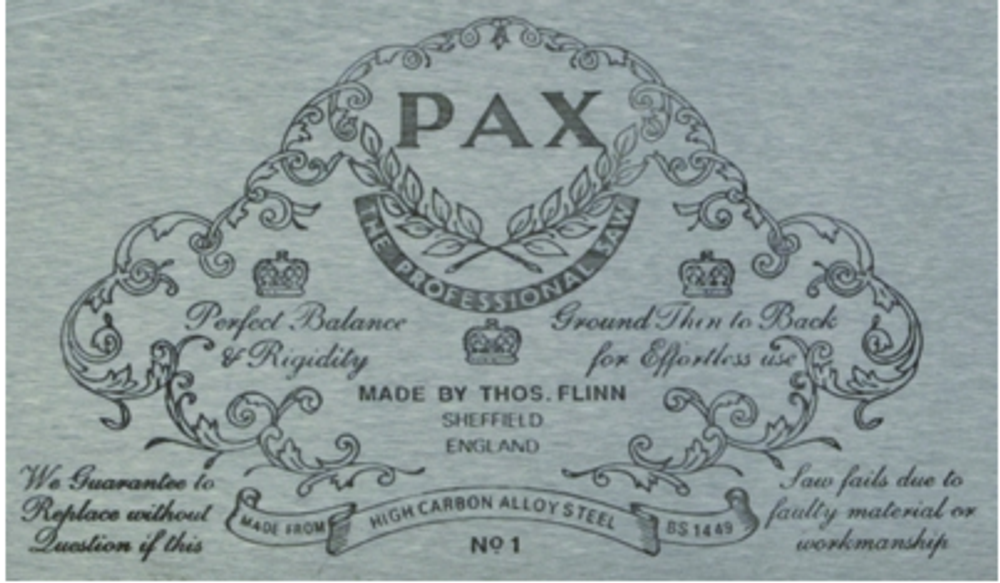 PAX
THE PROFESSIONAL SAW
Perfect Balance
& Rigidity
Ground Thin to Back
for Effortless use
MADE BY THOS. FLINN
SHEFFIELD
ENGLAND
We Guarantee to
Replace without
Question if this
Saw fails due to
faulty material or
workmanship
MADE FROM HIGH CARBON ALLOY STEEL BS 1449
Nº 1